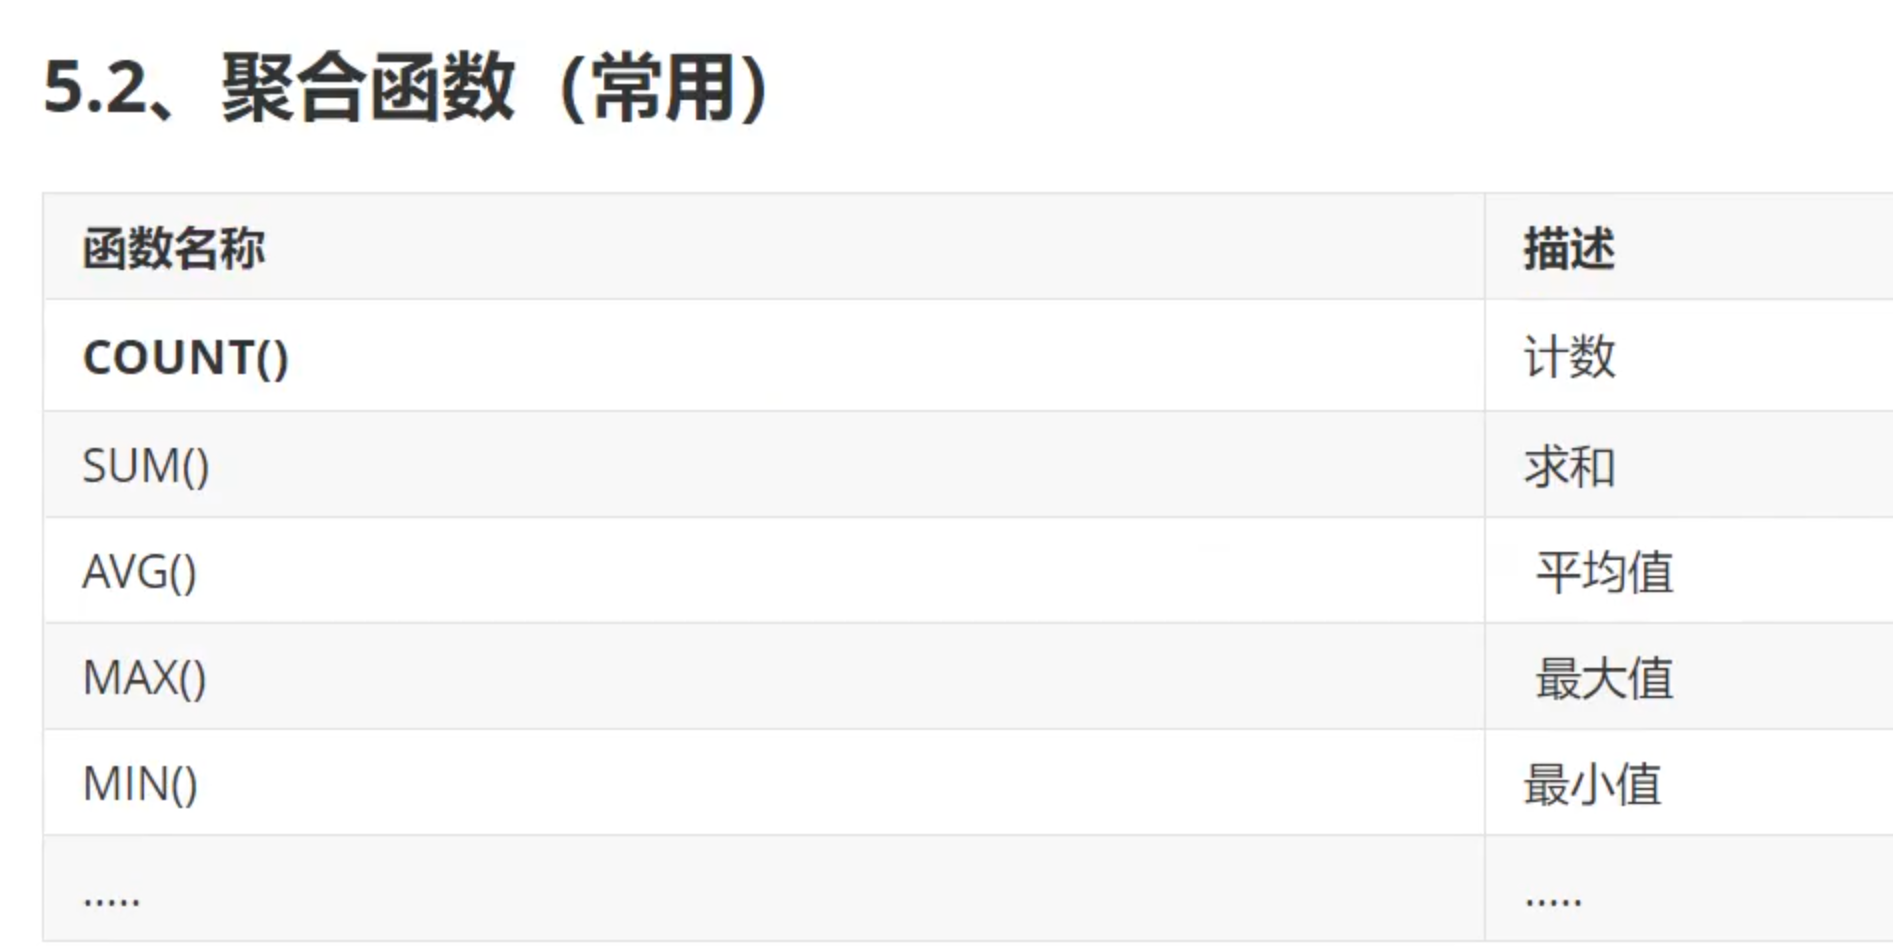 5.2、聚合函数（常用）
函数名称 描述
COUNT() 计数
SUM() 求和
AVG() 平均值
MAX() 最大值
MIN() 最小值
..... .....